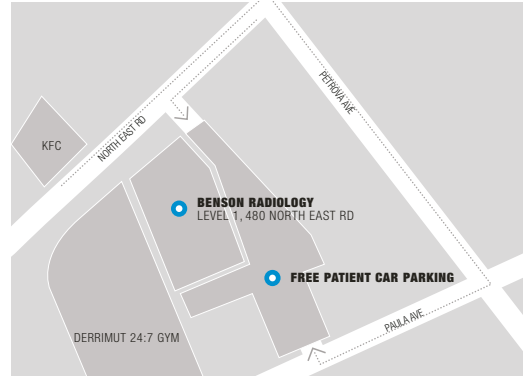 PETROVA AVE
NORTH EAST RD
KFC
BENSON RADIOLOGY
LEVEL 1, 480 NORTH EAST RD
FREE PATIENT CAR PARKING
PAULA AVE
DERRIMUT 24:7 GYM